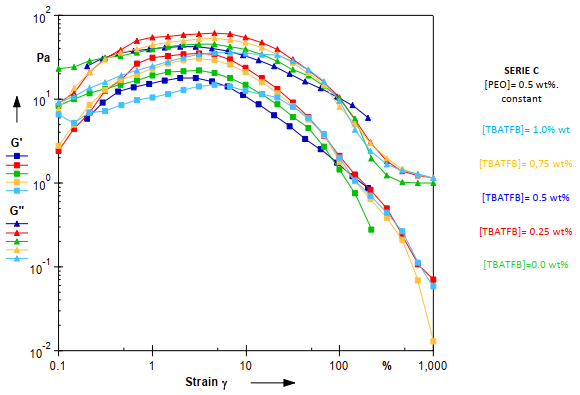 10²
Pa
10¹
G'
G''
10⁰
10⁻¹
10⁻²
0.1
1
10
100
%
1,000
Strain γ
SERIE C
[PEO]= 0.5 wt%.
constant
[TBATFB]= 1.0% wt
[TBATFB]= 0,75 wt%
[TBATFB]= 0.5 wt%
[TBATFB]= 0.25 wt%
[TBATFB]=0.0 wt%